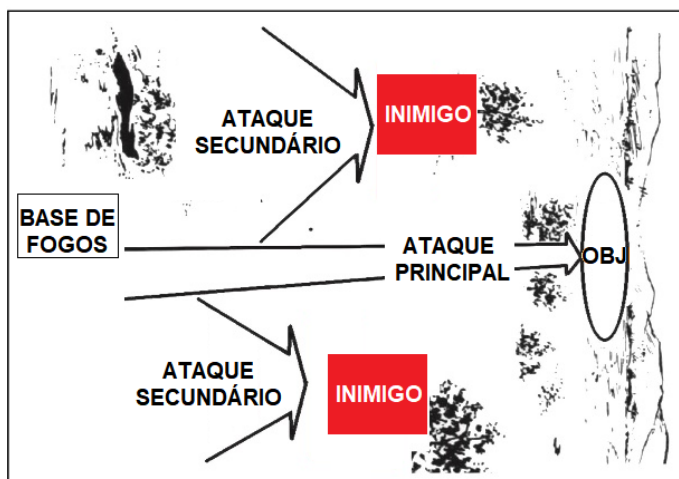 ATAQUE
SECUNDÁRIO
INIMIGO
BASE DE
FOGOS
ATAQUE
PRINCIPAL
OBJ
ATAQUE
SECUNDÁRIO
INIMIGO